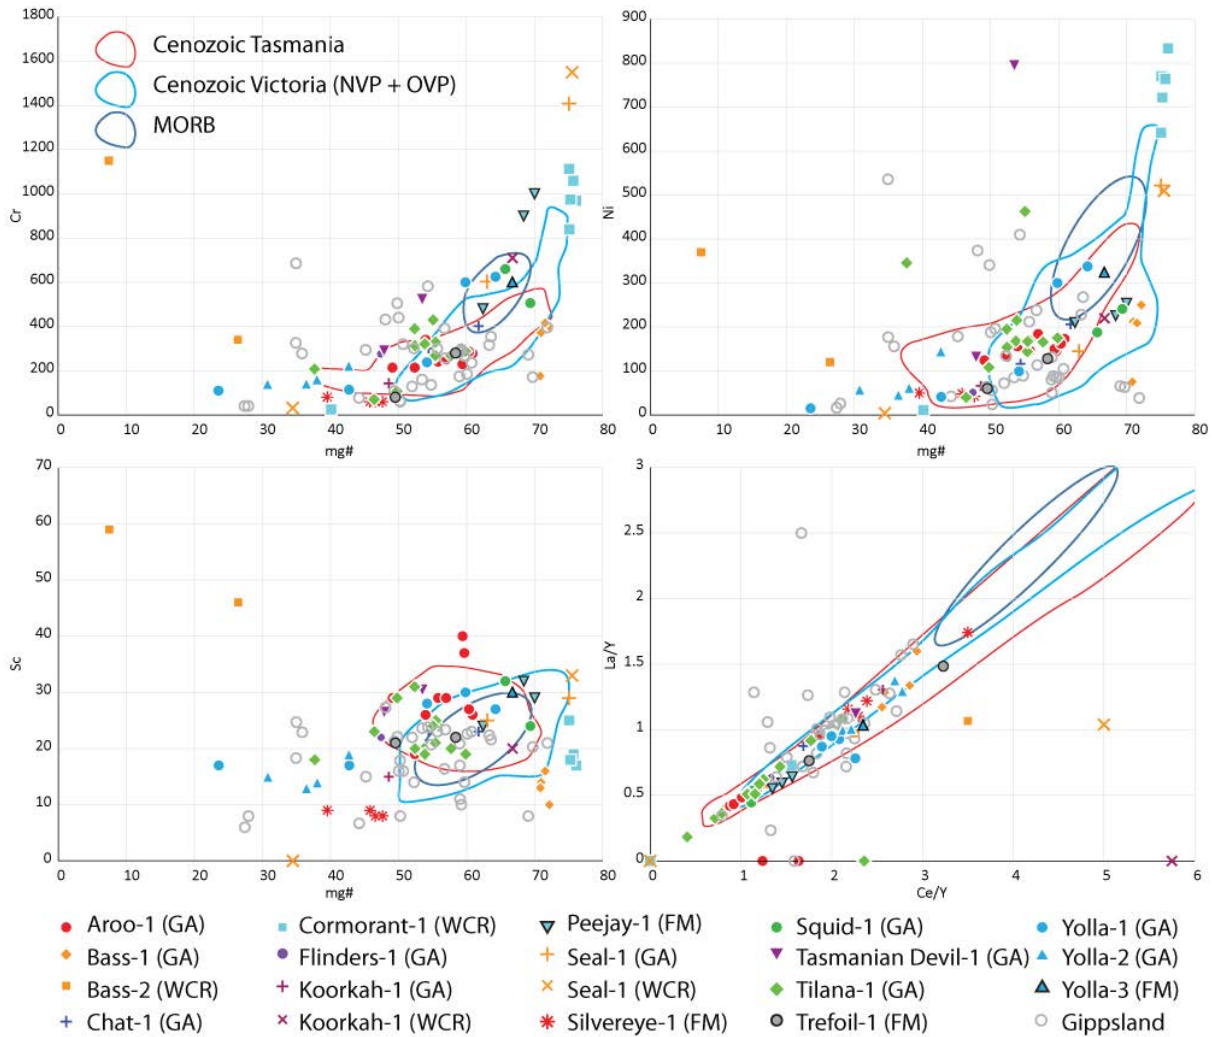 1800
1600
1400
1200
1000
800
600
400
200
0
Cr
Cenozoic Tasmania
Cenozoic Victoria (NVP + OVP)
MORB
0 10 20 30 40 50 60 70 80
mg#
900
800
700
600
500
400
300
200
100
0
Ni
0 10 20 30 40 50 60 70 80
mg#
70
60
50
40
30
20
10
0
Sc
0 10 20 30 40 50 60 70 80
mg#
3
2.5
2
1.5
1
0.5
0
La/Y
0 1 2 3 4 5 6
Ce/Y
Aroo-1 (GA) Cormorant-1 (WCR) Peejay-1 (FM) Squid-1 (GA) Yolla-1 (GA)
Bass-1 (GA) Flinders-1 (GA) Seal-1 (GA) Tasmanian Devil-1 (GA) Yolla-2 (GA)
Bass-2 (WCR) Koorkah-1 (GA) Seal-1 (WCR) Tilana-1 (GA) Yolla-3 (FM)
Chat-1 (GA) Koorkah-1 (WCR) Silvereye-1 (FM) Trefoil-1 (FM) Gippsland